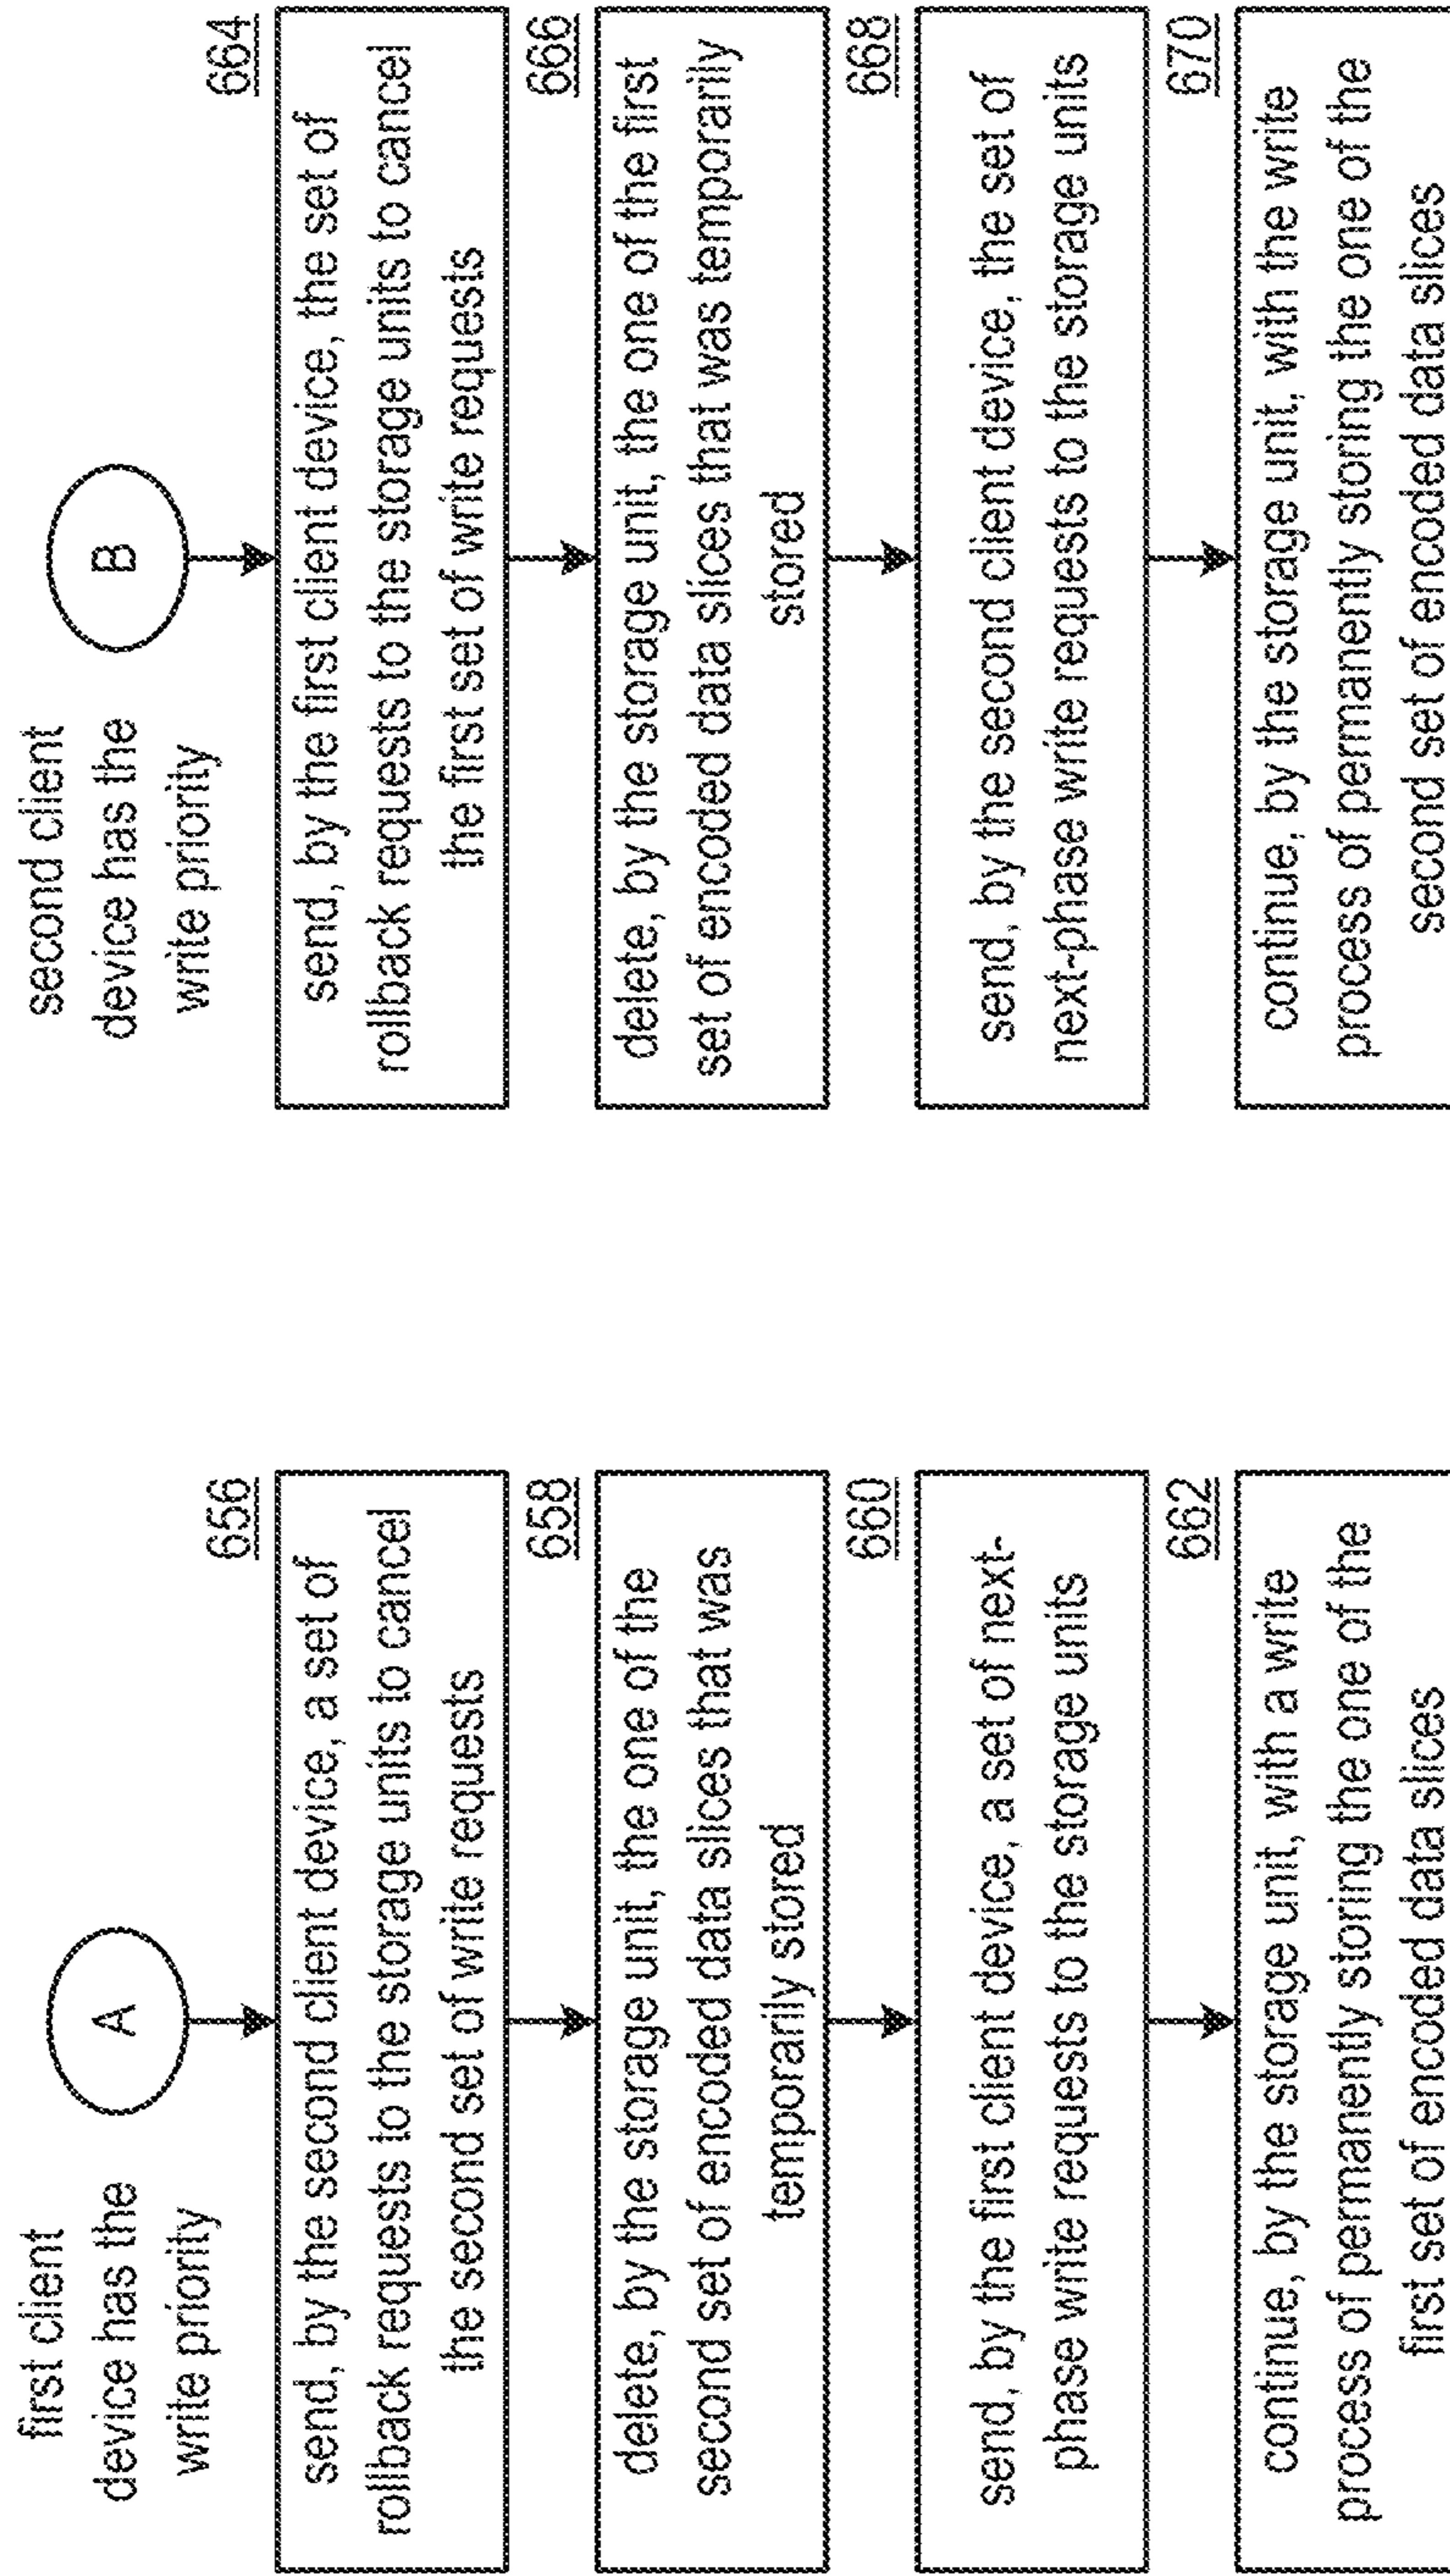 first client
device has the
write priority
A
656
send, by the second client device, a set of
rollback requests to the storage units to cancel
the second set of write requests
658
delete, by the storage unit, the one of the
second set of encoded data slices that was
temporarily stored
660
send, by the first client device, a set of next-
phase write requests to the storage units
662
continue, by the storage unit, with a write
process of permanently storing the one of the
first set of encoded data slices
second client
device has the
write priority
B
664
send, by the first client device, the set of
rollback requests to the storage units to cancel
the first set of write requests
666
delete, by the storage unit, the one of the first
set of encoded data slices that was temporarily
stored
668
send, by the second client device, the set of
next-phase write requests to the storage units
670
continue, by the storage unit, with the write
process of permanently storing the one of the
second set of encoded data slices